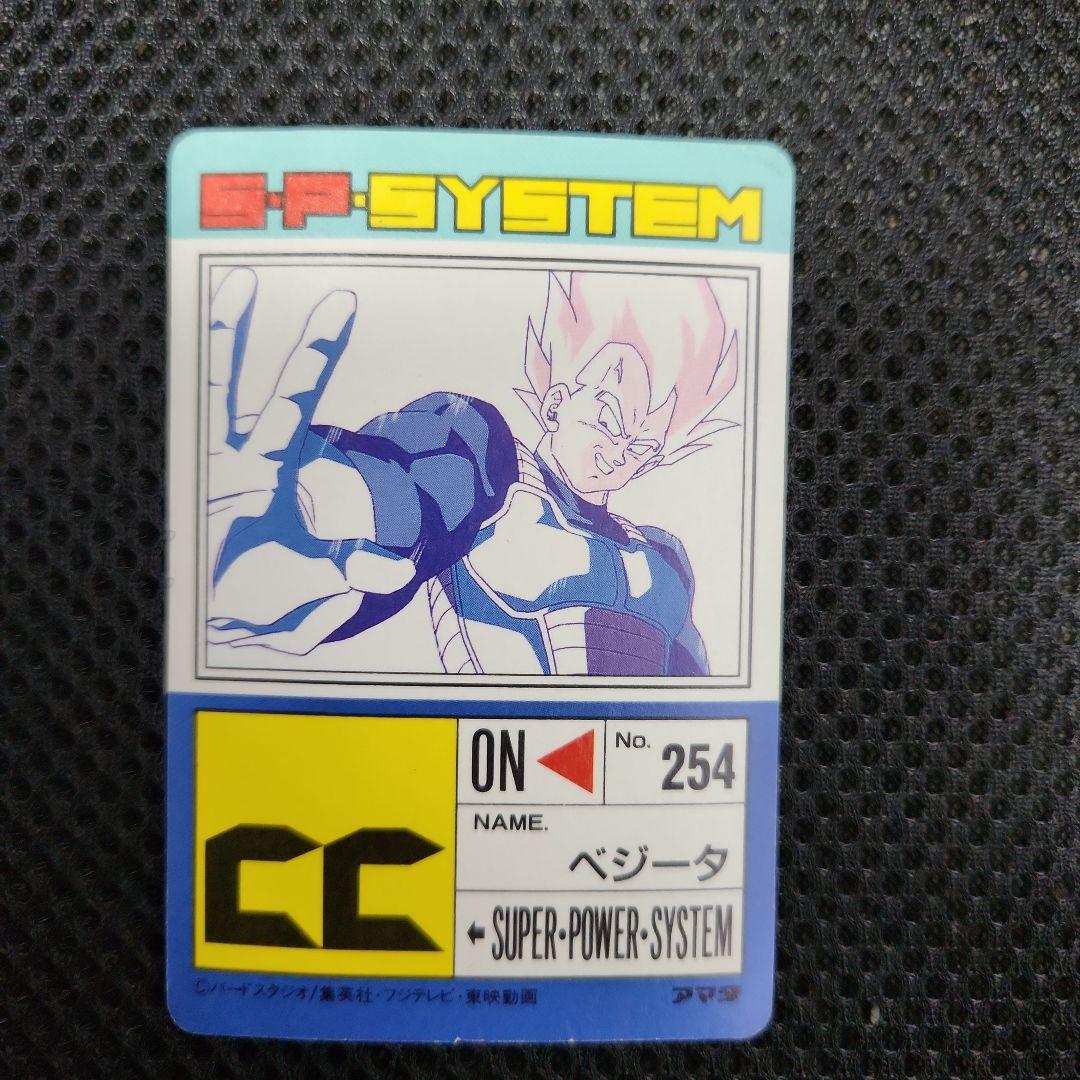 S·P·SYSTEM
ON
No. 254
NAME.
ベジータ
SUPER·POWER·SYSTEM
©バードスタジオ/集英社・フジテレビ・東映動画
アマダ